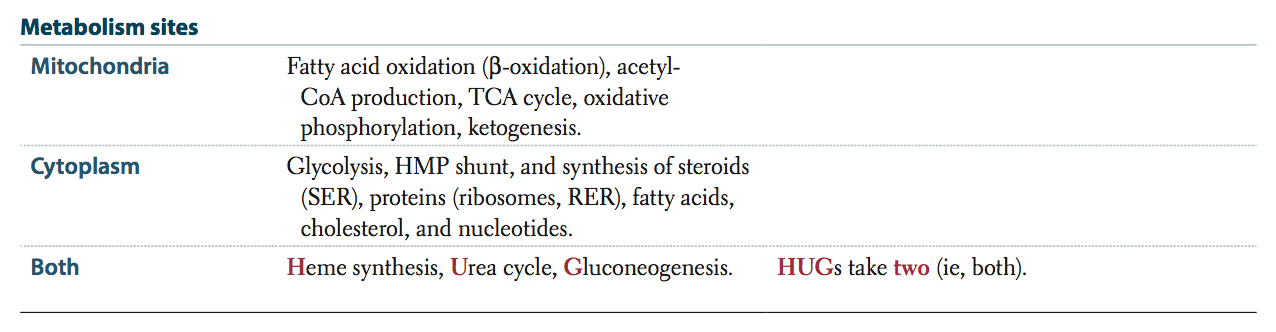 Metabolism sites
Mitochondria Fatty acid oxidation (β-oxidation), acetyl-
CoA production, TCA cycle, oxidative
phosphorylation, ketogenesis.
Cytoplasm Glycolysis, HMP shunt, and synthesis of steroids
(SER), proteins (ribosomes, RER), fatty acids,
cholesterol, and nucleotides.
Both Heme synthesis, Urea cycle, Gluconeogenesis. HUGs take two (ie, both).